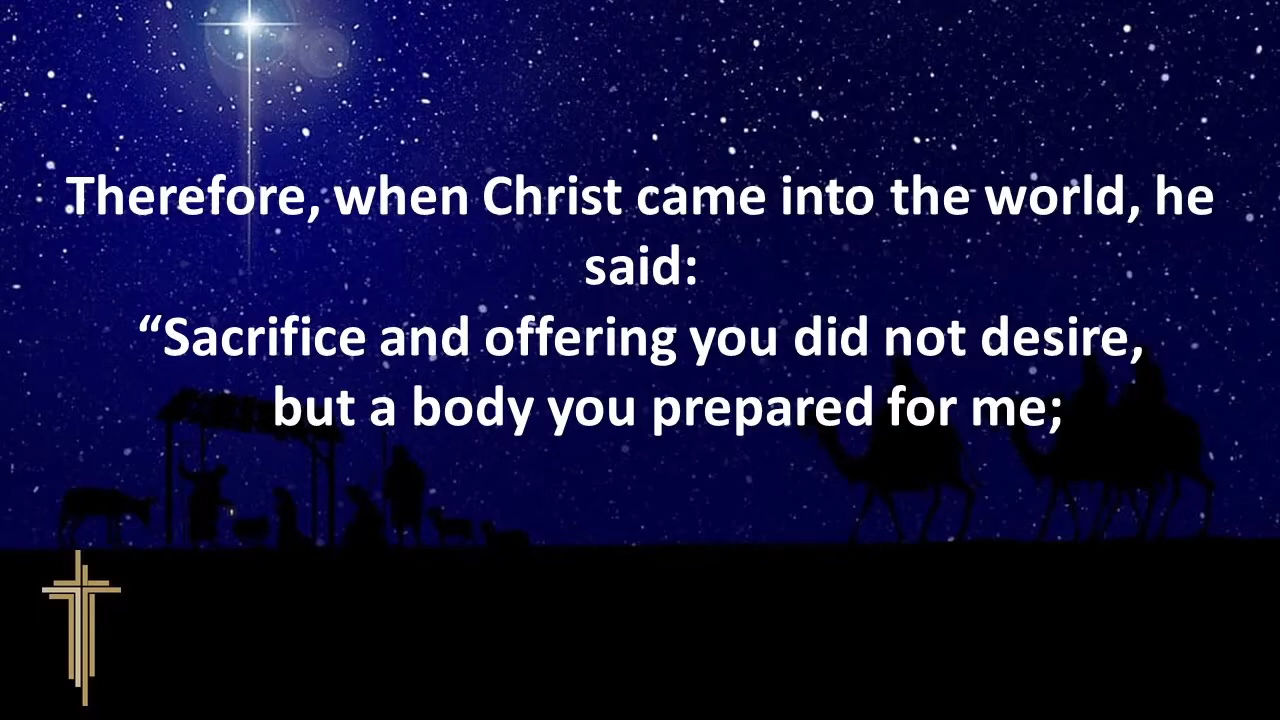 Therefore, when Christ came into the world, he
said:
“Sacrifice and offering you did not desire,
but a body you prepared for me;